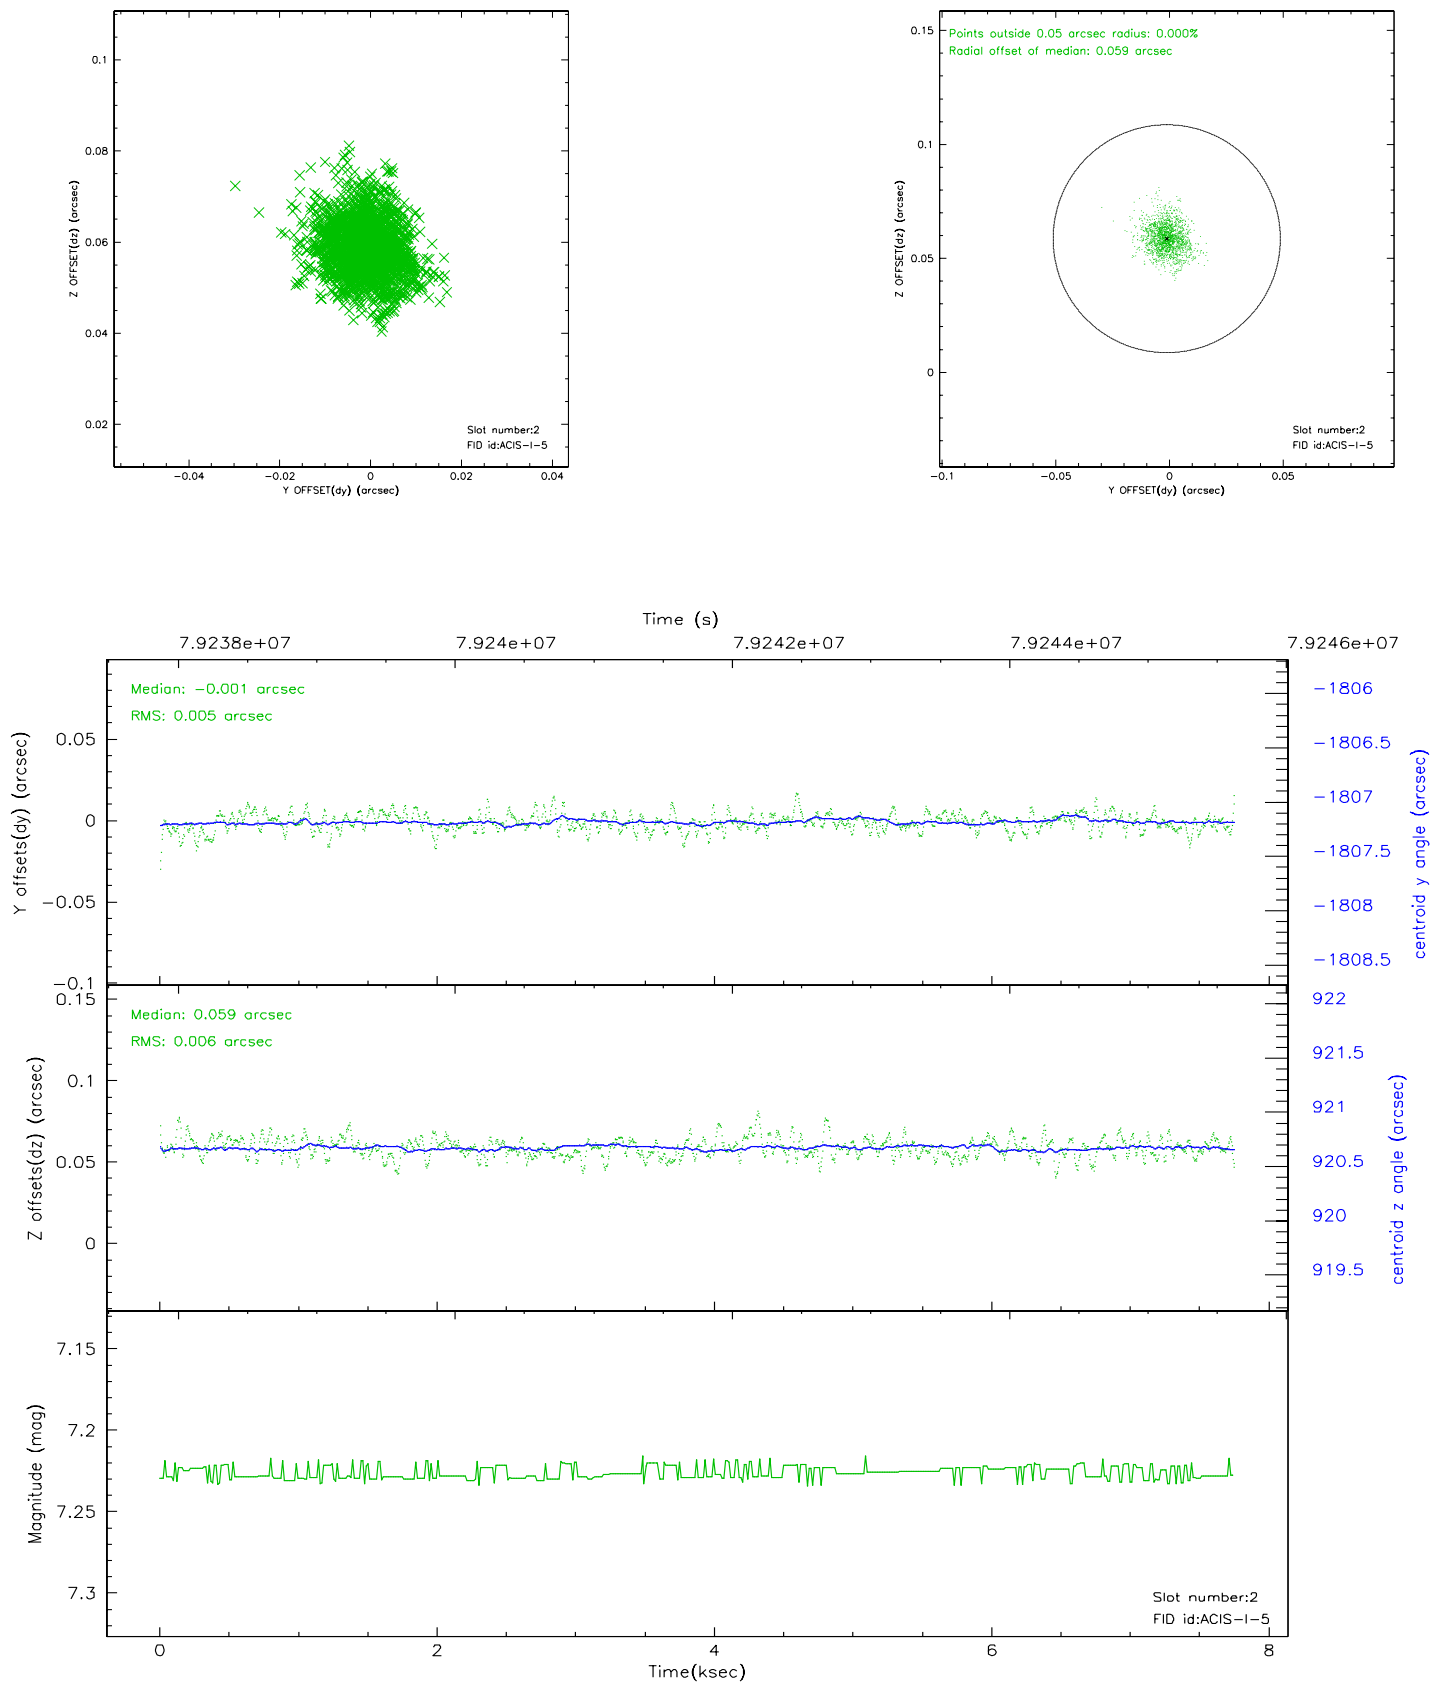 0.1
0.08
0.06
0.04
0.02
Z OFFSET(dz) (arcsec)
Slot number:2
FID id:ACIS-I-5
-0.04 -0.02 0 0.02 0.04
Y OFFSET(dy) (arcsec)
Points outside 0.05 arcsec radius: 0.000%
Radial offset of median: 0.059 arcsec
0.15
0.1
0.05
0
Z OFFSET(dz) (arcsec)
Slot number:2
FID id:ACIS-I-5
-0.1 -0.05 0 0.05
Y OFFSET(dy) (arcsec)
Time (s)
7.9238e+07 7.924e+07 7.9242e+07 7.9244e+07 7.9246e+07
Median: -0.001 arcsec
RMS: 0.005 arcsec
0.05
0
-0.05
-0.1
Y offsets(dy) (arcsec)
-1806
-1806.5
-1807
-1807.5
-1808
-1808.5
centroid y angle (arcsec)
Median: 0.059 arcsec
RMS: 0.006 arcsec
0.15
0.1
0.05
0
Z offsets(dz) (arcsec)
922
921.5
921
920.5
920
919.5
centroid z angle (arcsec)
7.15
7.2
7.25
7.3
Magnitude (mag)
Slot number:2
FID id:ACIS-I-5
0 2 4 6 8
Time(ksec)